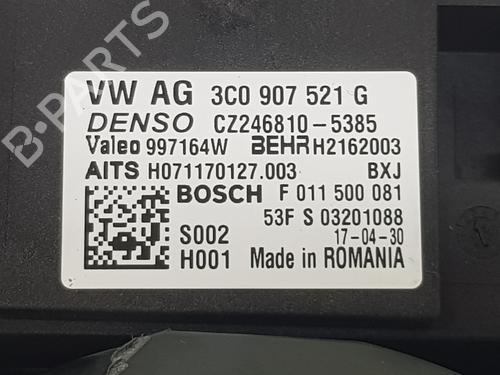 B-PARTS
VW AG 3C0 907 521 G
DENSO CZ246810-5385
Valeo 997164W BEHR H2162003
AITS H071170127.003 BXJ
BOSCH F 011 500 081
53F S 03201088
S002 17-04-30
H001 Made in ROMANIA